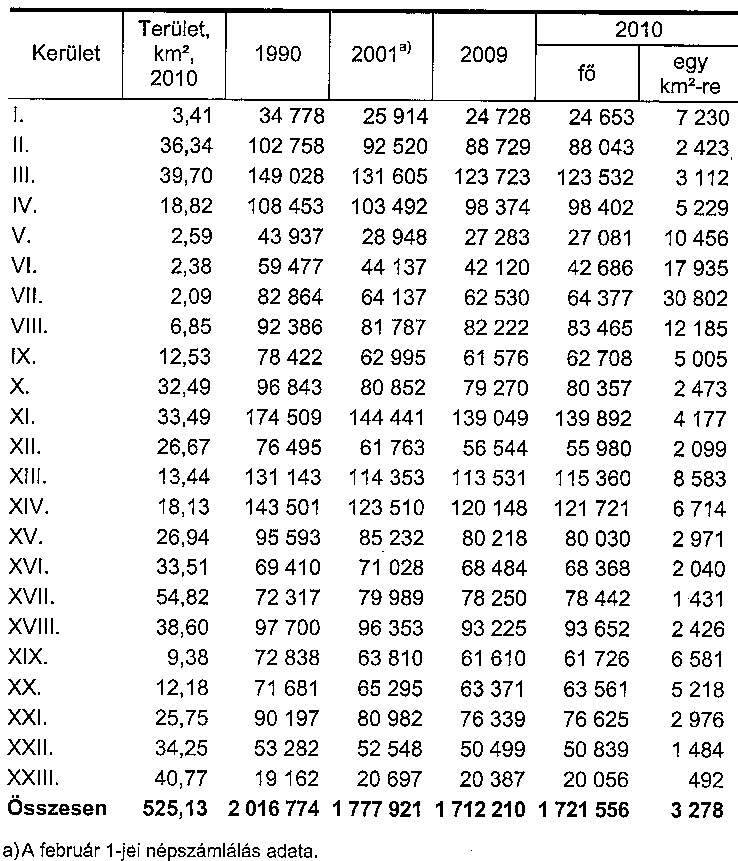 Kerület Terület, km², 2010 1990 2001a) 2009 2010 fő egy km²-re
I. 3,41 34 778 25 914 24 728 24 653 7 230
II. 36,34 102 758 92 520 88 729 88 043 2 423
III. 39,70 149 028 131 605 123 723 123 532 3 112
IV. 18,82 108 453 103 492 98 374 98 402 5 229
V. 2,59 43 937 28 948 27 283 27 081 10 456
VI. 2,38 59 477 44 137 42 120 42 686 17 935
VII. 2,09 82 864 64 137 62 530 64 377 30 802
VIII. 6,85 92 386 81 787 82 222 83 465 12 185
IX. 12,53 78 422 62 995 61 576 62 708 5 005
X. 32,49 96 843 80 852 79 270 80 357 2 473
XI. 33,49 174 509 144 441 139 049 139 892 4 177
XII. 26,67 76 495 61 763 56 544 55 980 2 099
XIII. 13,44 131 143 114 353 113 531 115 360 8 583
XIV. 18,13 143 501 123 510 120 148 121 721 6 714
XV. 26,94 95 593 85 232 80 218 80 030 2 971
XVI. 33,51 69 410 71 028 68 484 68 368 2 040
XVII. 54,82 72 317 79 989 78 250 78 442 1 431
XVIII. 38,60 97 700 96 353 93 225 93 652 2 426
XIX. 9,38 72 838 63 810 61 610 61 726 6 581
XX. 12,18 71 681 65 295 63 371 63 561 5 218
XXI. 25,75 90 197 80 982 76 339 76 625 2 976
XXII. 34,25 53 282 52 548 50 499 50 839 1 484
XXIII. 40,77 19 162 20 697 20 387 20 056 492
Összesen 525,13 2 016 774 1 777 921 1 712 210 1 721 556 3 278
a) A február 1-jei népszámlálás adata.